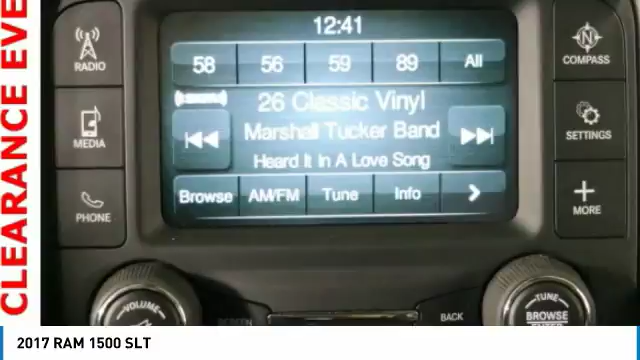 CLEARANCE EVE
12:41
RADIO
58 56 59 89 All
COMPASS
26 Classic Vinyl
Marshall Tucker Band
MEDIA
SETTINGS
Heard It In A Love Song
Browse AM/FM Tune Info
PHONE
MORE
VOLUME
SCREEN
BACK
TUNE
BROWSE
ENTER
2017 RAM 1500 SLT